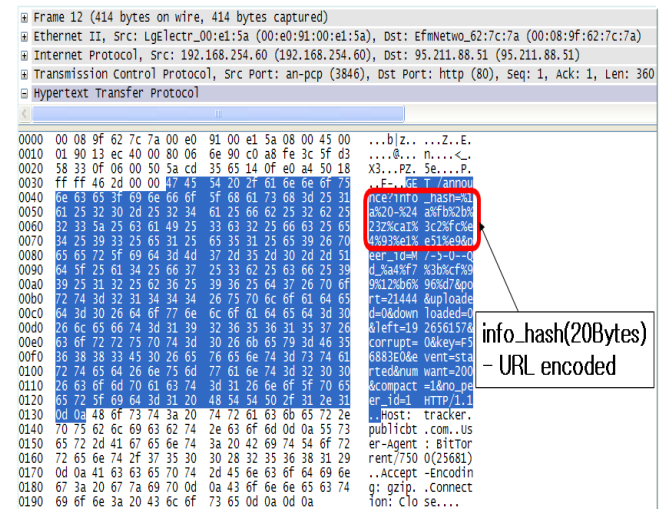 Frame 12 (414 bytes on wire, 414 bytes captured)
Ethernet II, Src: LgElectr_00:e1:5a (00:e0:91:00:e1:5a), Dst: EfmNetwo_62:7c:7a (00:08:9f:62:7c:7a)
Internet Protocol, Src: 192.168.254.60 (192.168.254.60), Dst: 95.211.88.51 (95.211.88.51)
Transmission Control Protocol, Src Port: an-pcp (3846), Dst Port: http (80), Seq: 1, Ack: 1, Len: 360
Hypertext Transfer Protocol
0000 00 08 9f 62 7c 7a 00 e0 91 00 e1 5a 08 00 45 00 ...b|z.. ...Z..E.
0010 01 90 13 ec 40 00 80 06 6e 90 c0 a8 fe 3c 5f d3 ....@... n....<_.
0020 58 33 0f 06 00 50 5a cd 35 65 14 0f e0 a4 50 18 X3...PZ. 5e....P.
0030 ff ff 46 2d 00 00 47 45 54 20 2f 61 6e 6e 6f 75 ..F-..GE T /annou
0040 6e 63 65 3f 69 6e 66 6f 5f 68 61 73 68 3d 25 31 nce?info _hash=%1
0050 61 25 32 30 2d 25 32 34 61 25 66 62 25 32 62 25 a%20-%24 a%fb%2b%
0060 32 33 5a 25 63 61 49 25 33 63 32 25 66 63 25 65 23Z%caI% 3c2%fc%e
0070 34 25 39 33 25 65 31 25 65 35 31 25 65 39 26 70 4%93%e1% e51%e9&p
0080 65 65 72 5f 69 64 3d 4d 37 2d 35 2d 30 2d 2d 51 eer_id=M 7-5-0--Q
0090 64 5f 25 61 34 25 66 37 25 33 62 25 63 66 25 39 d_%a4%f7 %3b%cf%9
00a0 39 25 31 32 25 62 36 25 39 36 25 64 37 26 70 6f 9%12%b6% 96%d7&po
00b0 72 74 3d 32 31 34 34 34 26 75 70 6c 6f 61 64 65 rt=21444 &uploade
00c0 64 3d 30 26 64 6f 77 6e 6c 6f 61 64 65 64 3d 30 d=0&down loaded=0
00d0 26 6c 65 66 74 3d 31 39 32 36 35 36 31 35 37 26 &left=19 2656157&
00e0 63 6f 72 72 75 70 74 3d 30 26 6b 65 79 3d 46 35 corrupt= 0&key=F5
00f0 36 38 38 33 45 30 26 65 76 65 6e 74 3d 73 74 61 6883E0&e vent=sta
0100 72 74 65 64 26 6e 75 6d 77 61 6e 74 3d 32 30 30 rted&num want=200
0110 26 63 6f 6d 70 61 63 74 3d 31 26 6e 6f 5f 70 65 &compact =1&no_pe
0120 65 72 5f 69 64 3d 31 20 48 54 54 50 2f 31 2e 31 er_id=1 HTTP/1.1
0130 0d 0a 48 6f 73 74 3a 20 74 72 61 63 6b 65 72 2e ..Host: tracker.
0140 70 75 62 6c 69 63 62 74 2e 63 6f 6d 0d 0a 55 73 publicbt .com..Us
0150 65 72 2d 41 67 65 6e 74 3a 20 42 69 74 54 6f 72 er-Agent : BitTor
0160 72 65 6e 74 2f 37 35 30 30 28 32 35 36 38 31 29 rent/750 0(25681)
0170 0d 0a 41 63 63 65 70 74 2d 45 6e 63 6f 64 69 6e ..Accept -Encodin
0180 67 3a 20 67 7a 69 70 0d 0a 43 6f 6e 6e 65 63 74 g: gzip. .Connect
0190 69 6f 6e 3a 20 43 6c 6f 73 65 0d 0a 0d 0a ion: Clo se....
info_hash(20Bytes)
- URL encoded